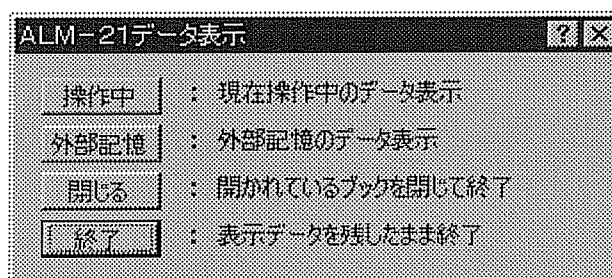 ALM-21データ表示
操作中 : 現在操作中のデータ表示
外部記憶 : 外部記憶のデータ表示
閉じる : 開かれているブックを閉じて終了
終了 : 表示データを残したまま終了